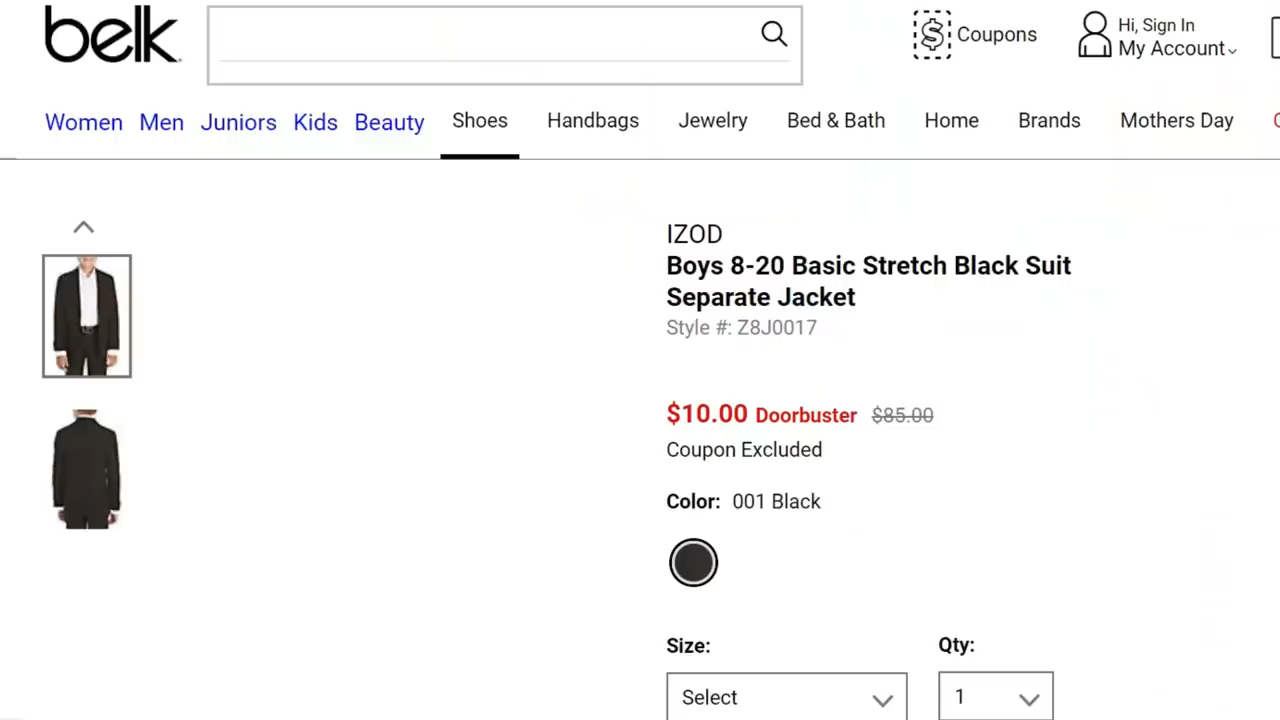 belk
Coupons
Hi, Sign In
My Account
Women Men Juniors Kids Beauty Shoes Handbags Jewelry Bed & Bath Home Brands Mothers Day
IZOD
Boys 8-20 Basic Stretch Black Suit
Separate Jacket
Style #: Z8J0017
$10.00 Doorbuster $85.00
Coupon Excluded
Color: 001 Black
Size: Qty:
Select 1